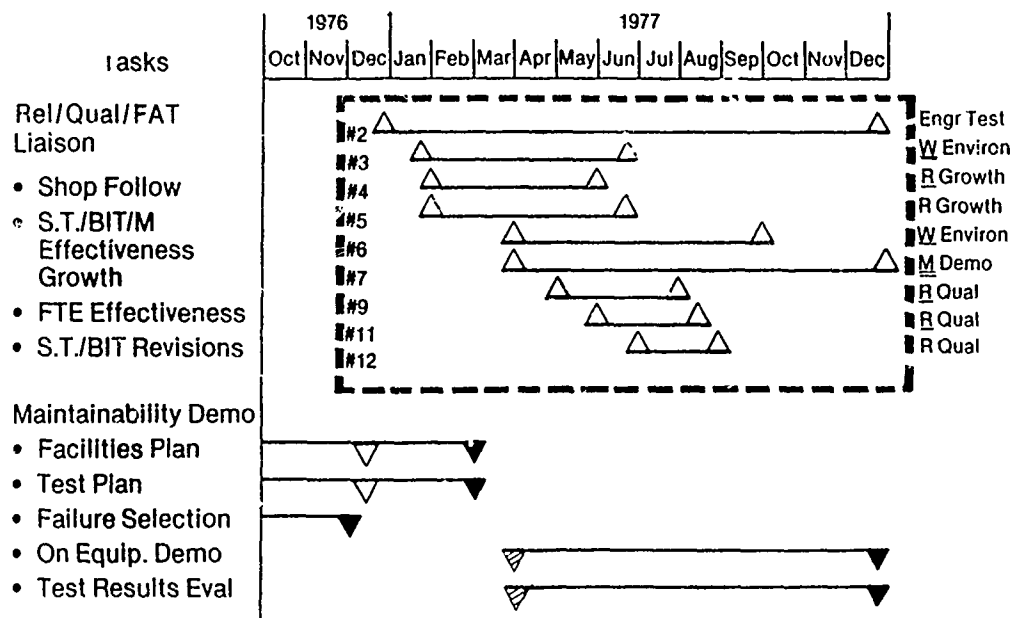 1976 1977
Tasks
Oct Nov Dec Jan Feb Mar Apr May Jun Jul Aug Sep Oct Nov Dec
Rel/Qual/FAT
Liaison
• Shop Follow
• S.T./BIT/M
Effectiveness
Growth
• FTE Effectiveness
• S.T./BIT Revisions
#2
#3
#4
#5
#6
#7
#9
#11
#12
Engr Test
W Environ
R Growth
R Growth
W Environ
M Demo
R Qual
R Qual
R Qual
Maintainability Demo
• Facilities Plan
• Test Plan
• Failure Selection
• On Equip. Demo
• Test Results Eval